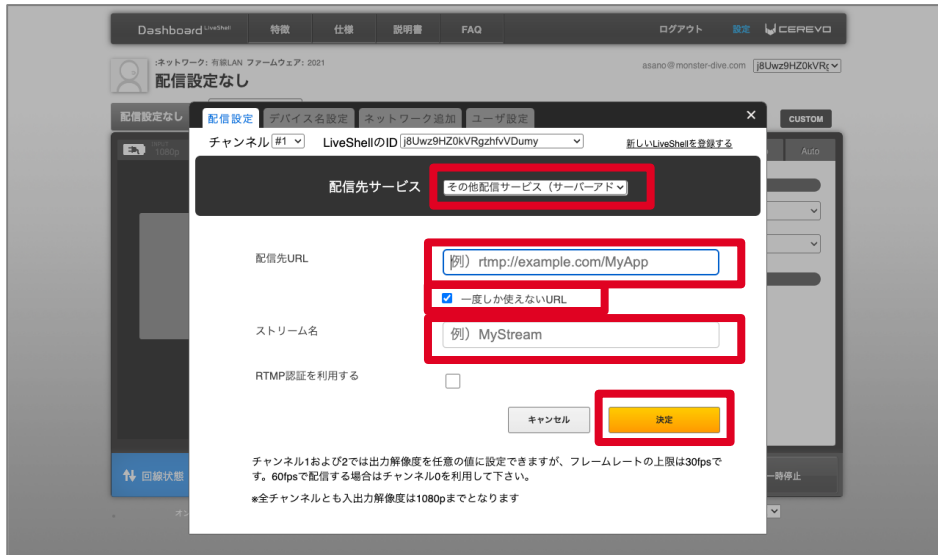 Dashboard LiveShell 特徴 仕様 説明書 FAQ ログアウト 設定 CEREVO
:ネットワーク: 有線LAN ファームウェア: 2021
配信設定なし
asano@monster-dive.com j8Uwz9HZ0kVRg
配信設定なし
CUSTOM
配信設定 デバイス名設定 ネットワーク追加 ユーザ設定 ×
チャンネル #1 LiveShellのID j8Uwz9HZ0kVRgzhfvVDumy 新しいLiveShellを登録する
1080p
Auto
配信先サービス その他配信サービス（サーバーアド
配信先URL 例）rtmp://example.com/MyApp
一度しか使えないURL
ストリーム名 例）MyStream
RTMP認証を利用する
キャンセル 決定
チャンネル1および2では出力解像度を任意の値に設定できますが、フレームレートの上限は30fpsで
す。60fpsで配信する場合はチャンネル0を利用して下さい。
※全チャンネルとも入出力解像度は1080pまでとなります
回線状態
一時停止
オン